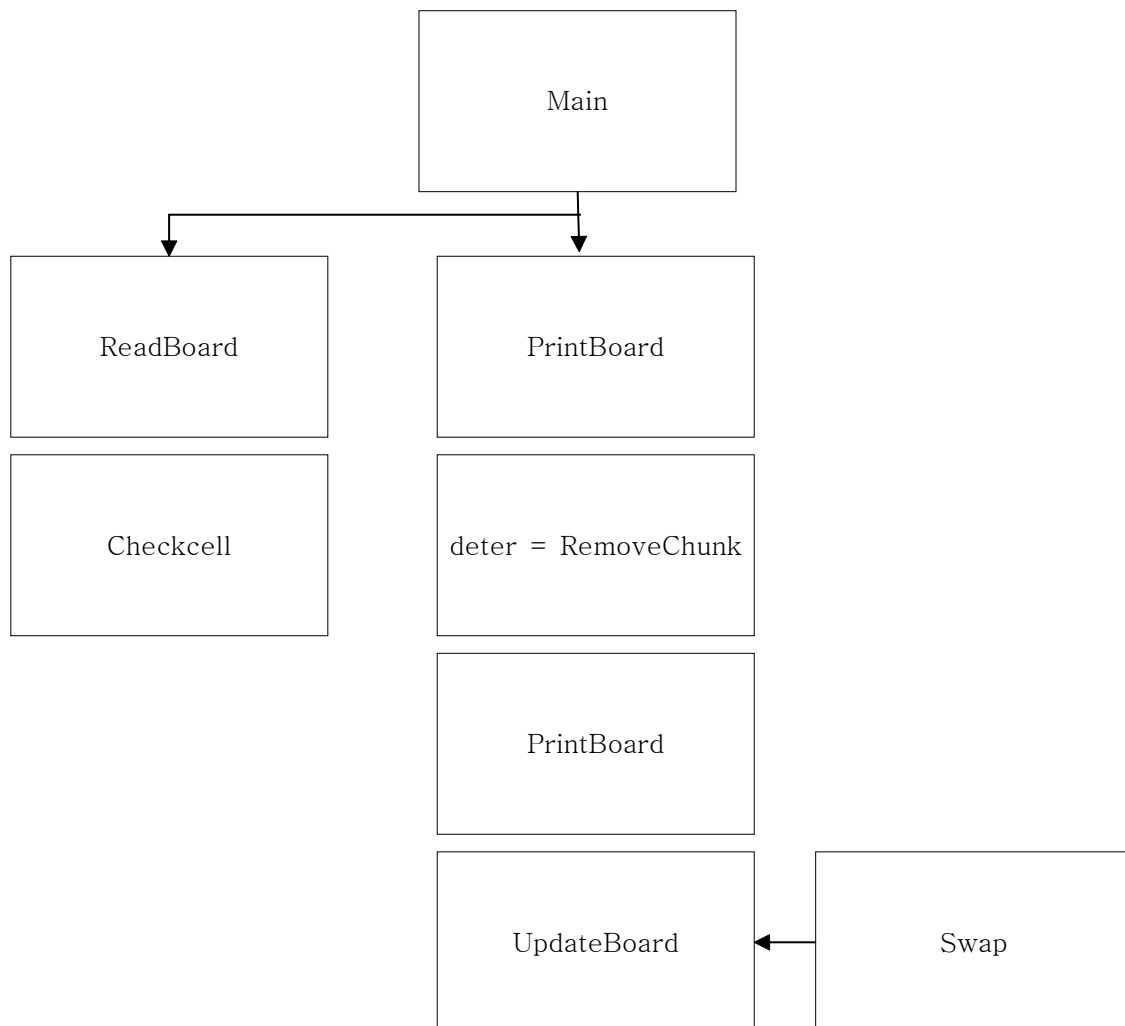 Main
ReadBoard
PrintBoard
Checkcell
deter = RemoveChunk
PrintBoard
UpdateBoard
Swap